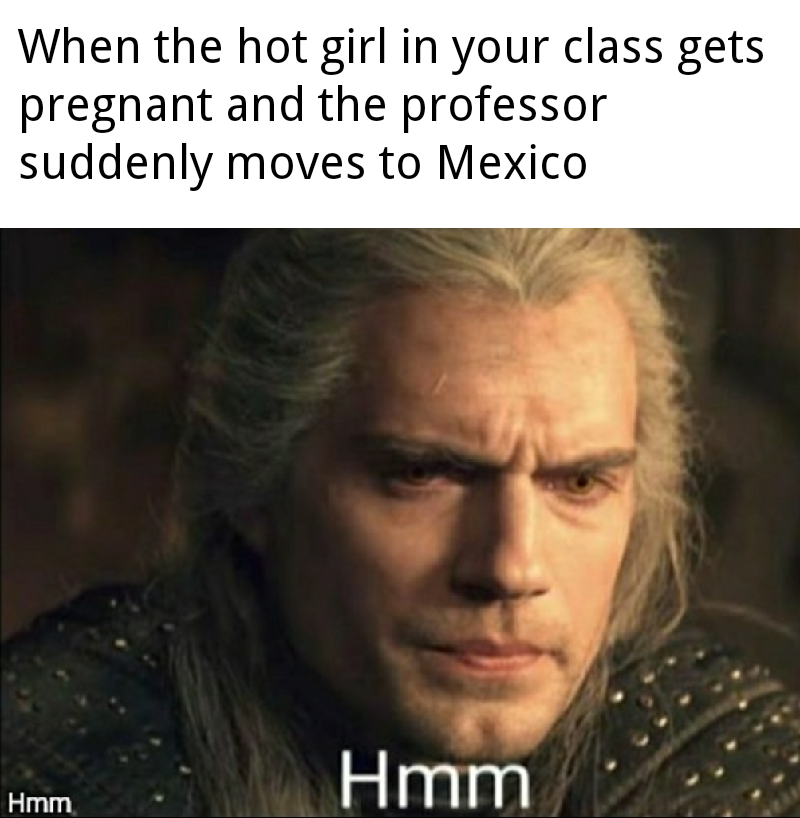 When the hot girl in your class gets
pregnant and the professor
suddenly moves to Mexico
Hmm
Hmm